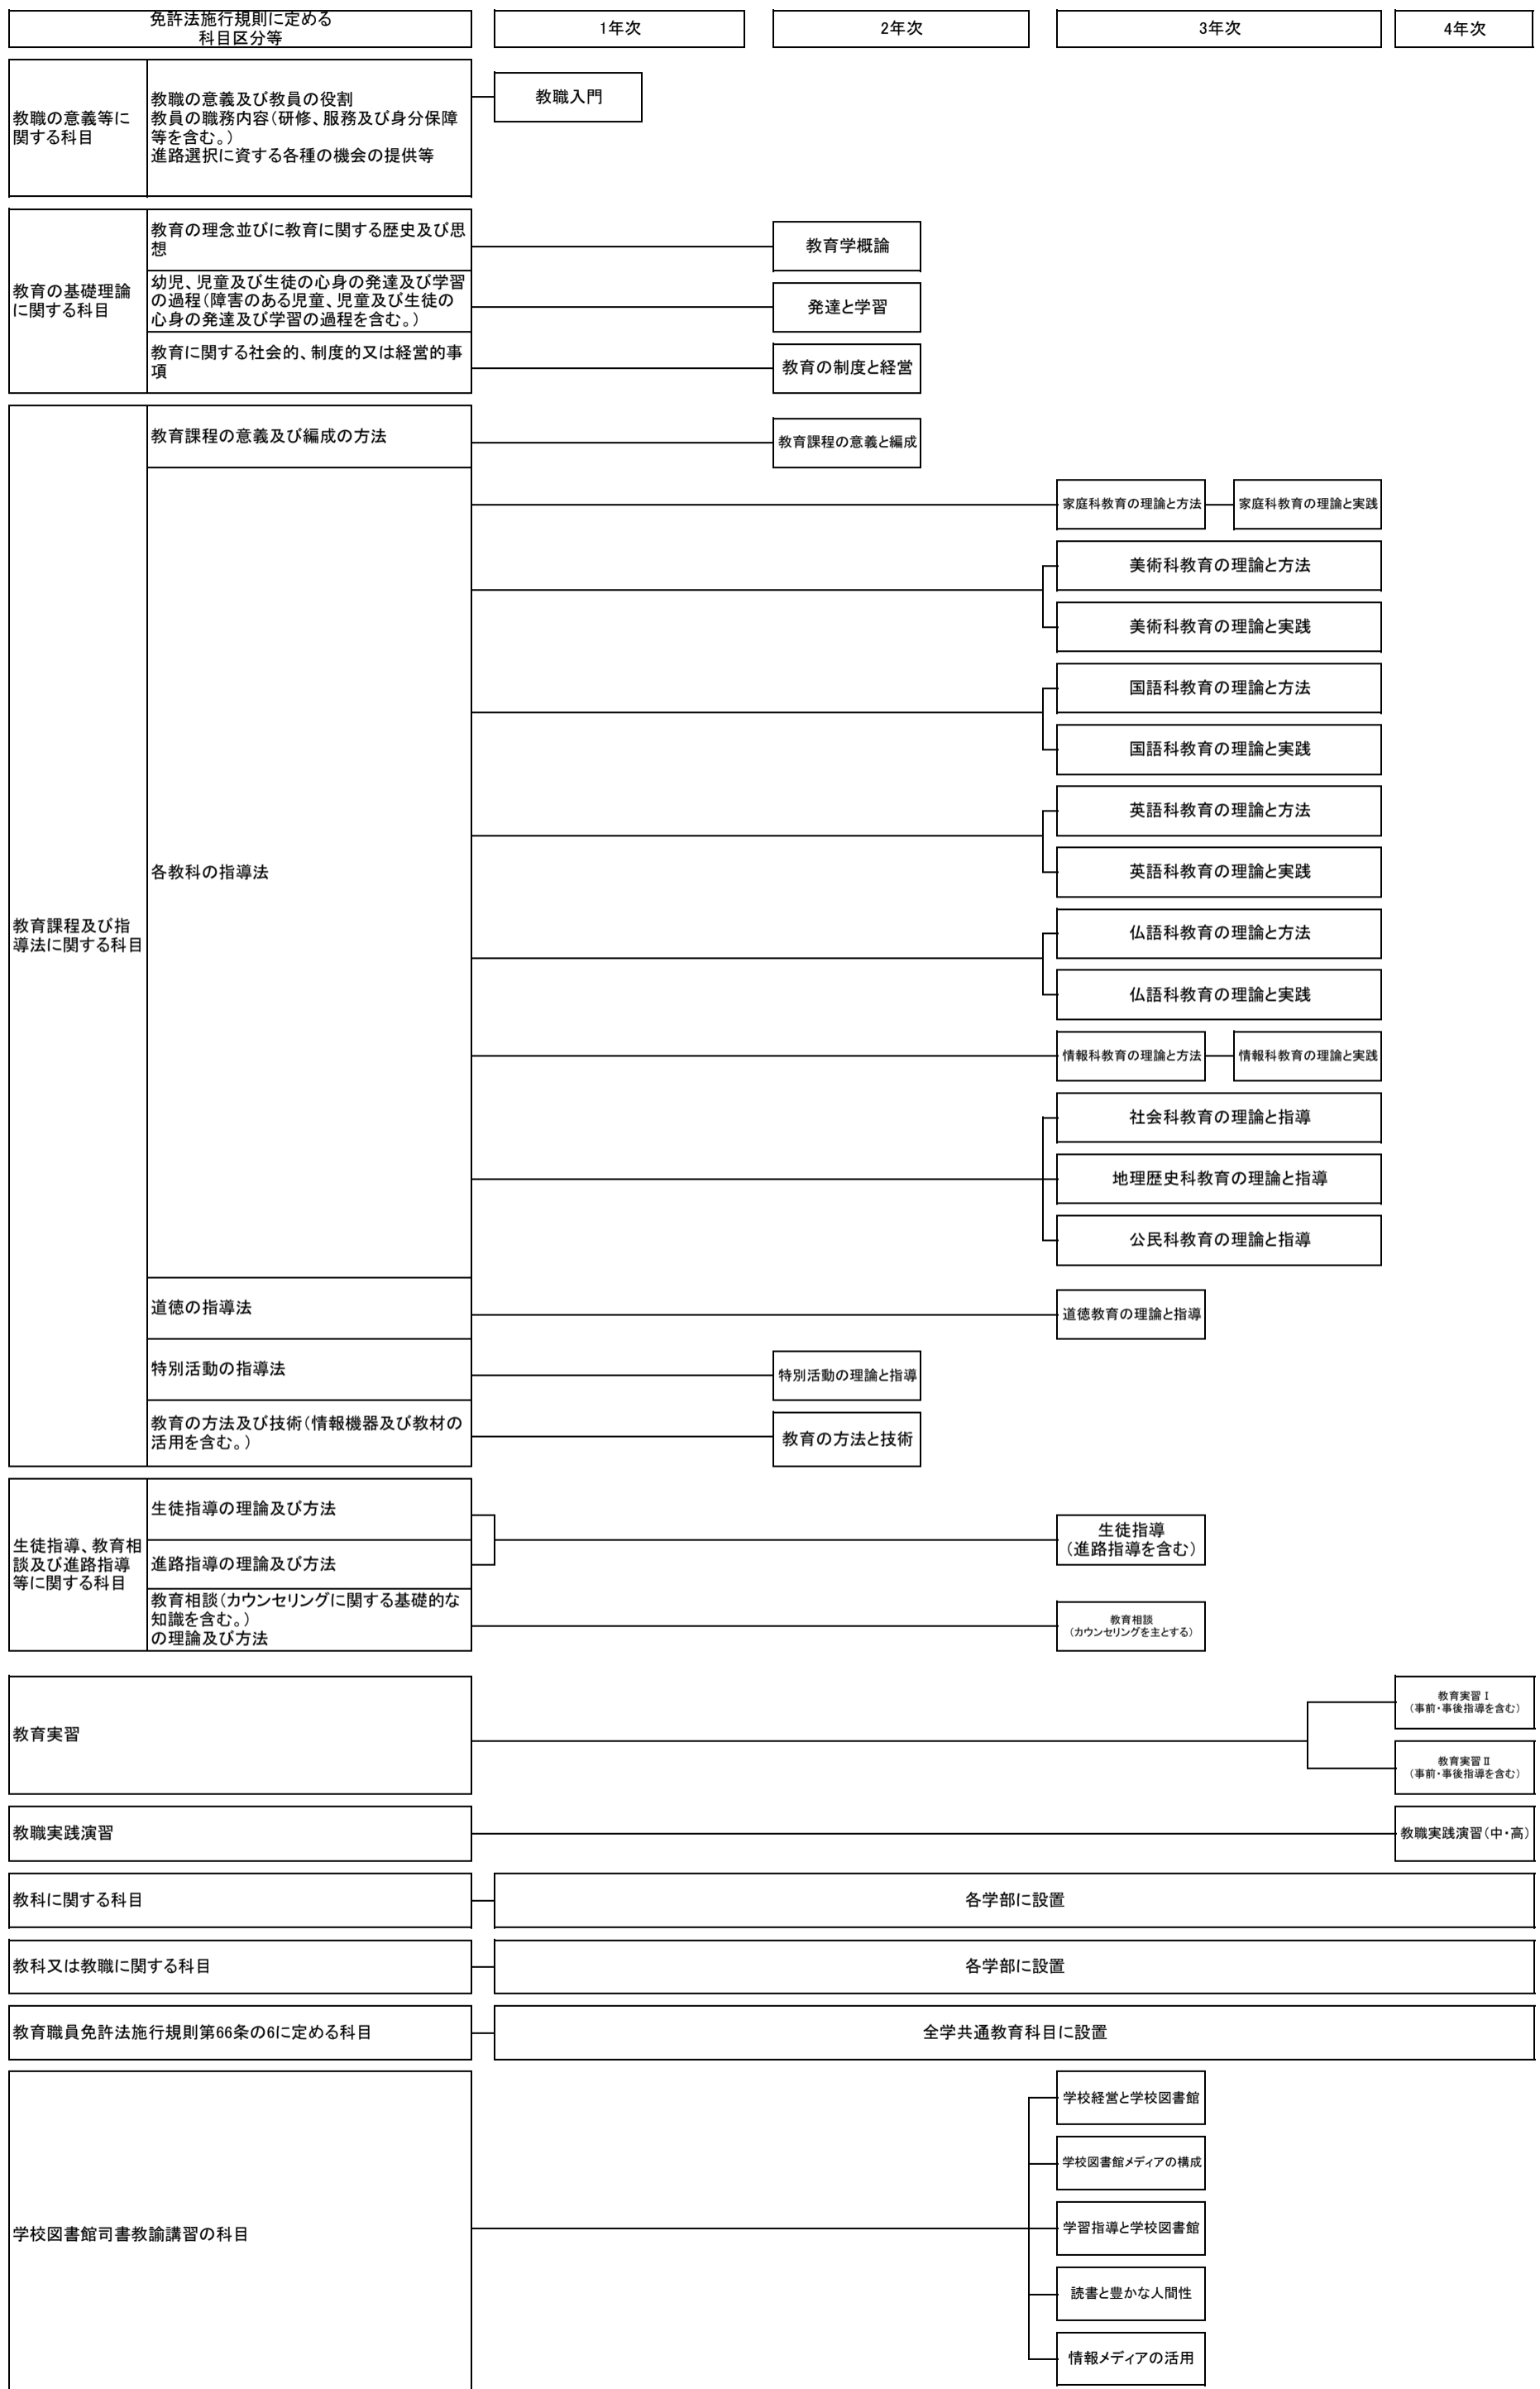 免許法施行規則に定める
科目区分等
1年次
2年次
3年次
4年次
教職の意義等に
関する科目
教職の意義及び教員の役割
教員の職務内容(研修、服務及び身分保障
等を含む。)
進路選択に資する各種の機会の提供等
教職入門
教育の基礎理論
に関する科目
教育の理念並びに教育に関する歴史及び思
想
教育学概論
幼児、児童及び生徒の心身の発達及び学習
の過程(障害のある児童、児童及び生徒の
心身の発達及び学習の過程を含む。)
発達と学習
教育に関する社会的、制度的又は経営的事
項
教育の制度と経営
教育課程及び指
導法に関する科目
教育課程の意義及び編成の方法
教育課程の意義と編成
各教科の指導法
家庭科教育の理論と方法
家庭科教育の理論と実践
美術科教育の理論と方法
美術科教育の理論と実践
国語科教育の理論と方法
国語科教育の理論と実践
英語科教育の理論と方法
英語科教育の理論と実践
仏語科教育の理論と方法
仏語科教育の理論と実践
情報科教育の理論と方法
情報科教育の理論と実践
社会科教育の理論と指導
地理歴史科教育の理論と指導
公民科教育の理論と指導
道徳の指導法
道徳教育の理論と指導
特別活動の指導法
特別活動の理論と指導
教育の方法及び技術(情報機器及び教材の
活用を含む。)
教育の方法と技術
生徒指導、教育相
談及び進路指導
等に関する科目
生徒指導の理論及び方法
進路指導の理論及び方法
生徒指導
(進路指導を含む)
教育相談(カウンセリングに関する基礎的な
知識を含む。)
の理論及び方法
教育相談
(カウンセリングを主とする)
教育実習
教育実習Ⅰ
(事前・事後指導を含む)
教育実習Ⅱ
(事前・事後指導を含む)
教職実践演習
教職実践演習(中・高)
教科に関する科目
各学部に設置
教科又は教職に関する科目
各学部に設置
教育職員免許法施行規則第66条の6に定める科目
全学共通教育科目に設置
学校図書館司書教諭講習の科目
学校経営と学校図書館
学校図書館メディアの構成
学習指導と学校図書館
読書と豊かな人間性
情報メディアの活用